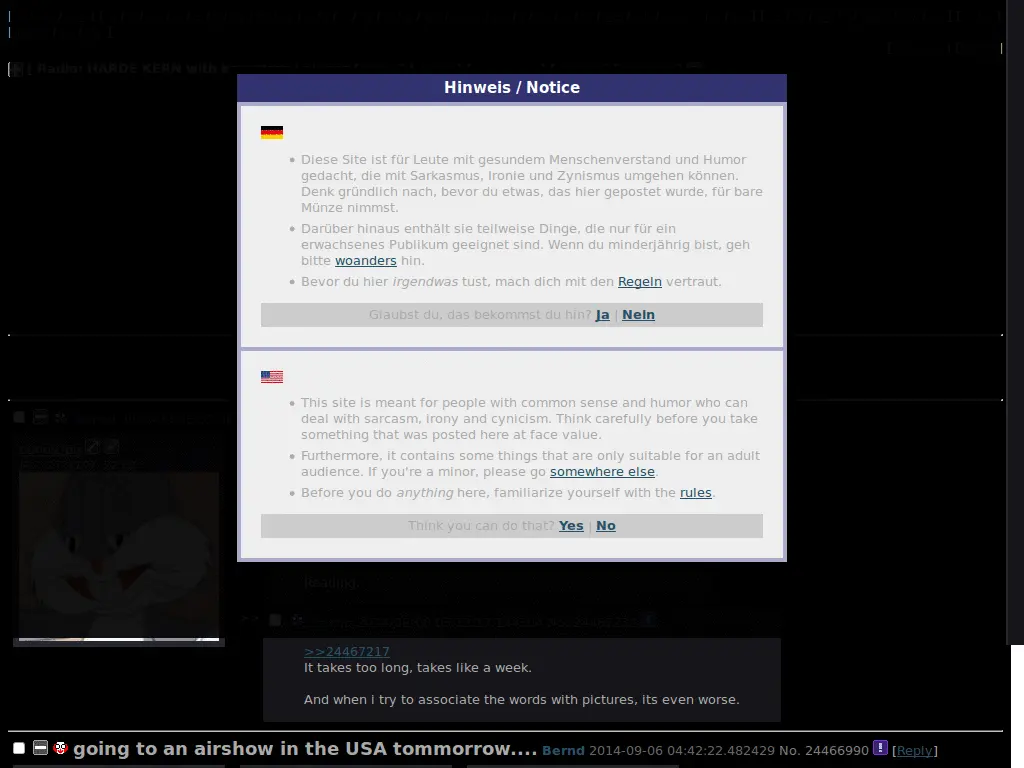 [ Radio: HARDE KERN with
Hinweis / Notice
Diese Site ist für Leute mit gesundem Menschenverstand und Humor
gedacht, die mit Sarkasmus, Ironie und Zynismus umgehen können.
Denk gründlich nach, bevor du etwas, das hier gepostet wurde, für bare
Münze nimmst.
Darüber hinaus enthält sie teilweise Dinge, die nur für ein
erwachsenes Publikum geeignet sind. Wenn du minderjährig bist, geh
bitte woanders hin.
Bevor du hier irgendwas tust, mach dich mit den Regeln vertraut.
Glaubst du, das bekommst du hin? Ja | Nein
This site is meant for people with common sense and humor who can
deal with sarcasm, irony and cynicism. Think carefully before you take
something that was posted here at face value.
Furthermore, it contains some things that are only suitable for an adult
audience. If you're a minor, please go somewhere else.
Before you do anything here, familiarize yourself with the rules.
Think you can do that? Yes | No
>>24467217
It takes too long, takes like a week.
And when i try to associate the words with pictures, its even worse.
going to an airshow in the USA tommorrow.... Bernd 2014-09-06 04:42:22.482429 No. 24466990 [Reply]